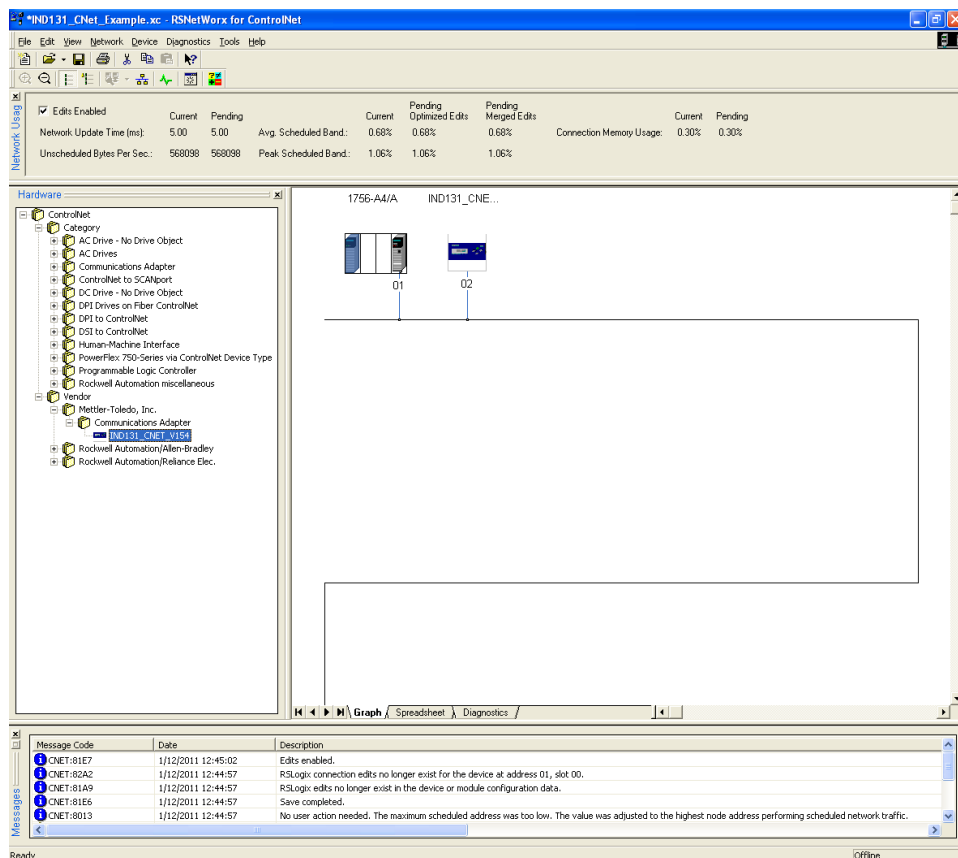 *IND131_CNet_Example.xc - RSNetWorx for ControlNet
File Edit View Network Device Diagnostics Tools Help
Network Usag
Edits Enabled
Current Pending
Current
Pending Optimized Edits
Pending Merged Edits
Current Pending
Network Update Time (ms): 5.00 5.00 Avg. Scheduled Band.: 0.68% 0.68% 0.68% Connection Memory Usage: 0.30% 0.30%
Unscheduled Bytes Per Sec.: 568098 568098 Peak Scheduled Band.: 1.06% 1.06% 1.06%
Hardware
ControlNet
Category
AC Drive - No Drive Object
AC Drives
Communications Adapter
ControlNet to SCANport
DC Drive - No Drive Object
DPI Drives on Fiber ControlNet
DPI to ControlNet
DSI to ControlNet
Human-Machine Interface
PowerFlex 750-Series via ControlNet Device Type
Programmable Logic Controller
Rockwell Automation miscellaneous
Vendor
Mettler-Toledo, Inc.
Communications Adapter
IND131_CNET_V154
Rockwell Automation/Allen-Bradley
Rockwell Automation/Reliance Elec.
1756-A4/A IND131_CNE...
01 02
Graph Spreadsheet Diagnostics
Messages
Message Code Date Description
CNET:81E7 1/12/2011 12:45:02 Edits enabled.
CNET:82A2 1/12/2011 12:44:57 RSLogix connection edits no longer exist for the device at address 01, slot 00.
CNET:81A9 1/12/2011 12:44:57 RSLogix edits no longer exist in the device or module configuration data.
CNET:81E6 1/12/2011 12:44:57 Save completed.
CNET:8013 1/12/2011 12:44:57 No user action needed. The maximum scheduled address was too low. The value was adjusted to the highest node address performing scheduled network traffic.
Ready Offline